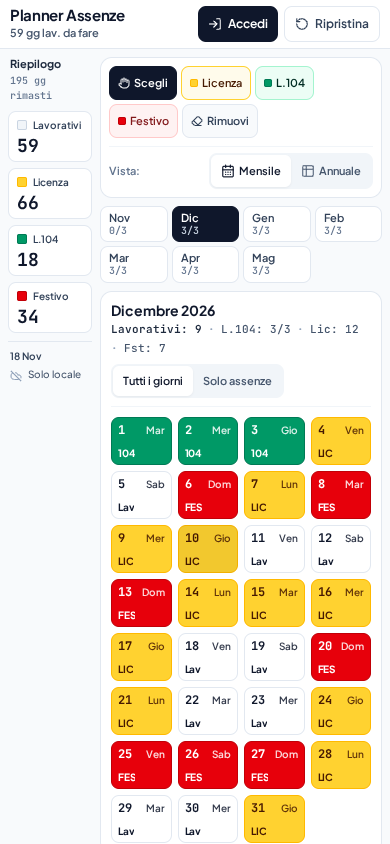 Planner Assenze
59 gg lav. da fare
Accedi
Ripristina
Riepilogo
195 gg
rimasti
Lavorativi
59
Licenza
66
L.104
18
Festivo
34
18 Nov
Solo locale
Scegli
Licenza
L.104
Festivo
Rimuovi
Vista:
Mensile
Annuale
Nov
0/3
Dic
3/3
Gen
3/3
Feb
3/3
Mar
3/3
Apr
3/3
Mag
3/3
Dicembre 2026
Lavorativi: 9 · L.104: 3/3 · Lic: 12
· Fst: 7
Tutti i giorni
Solo assenze
1 Mar
104
2 Mer
104
3 Gio
104
4 Ven
LIC
5 Sab
Lav
6 Dom
FES
7 Lun
LIC
8 Mar
FES
9 Mer
LIC
10 Gio
LIC
11 Ven
Lav
12 Sab
Lav
13 Dom
FES
14 Lun
LIC
15 Mar
LIC
16 Mer
LIC
17 Gio
LIC
18 Ven
Lav
19 Sab
Lav
20 Dom
FES
21 Lun
LIC
22 Mar
Lav
23 Mer
Lav
24 Gio
LIC
25 Ven
FES
26 Sab
FES
27 Dom
FES
28 Lun
LIC
29 Mar
Lav
30 Mer
Lav
31 Gio
LIC